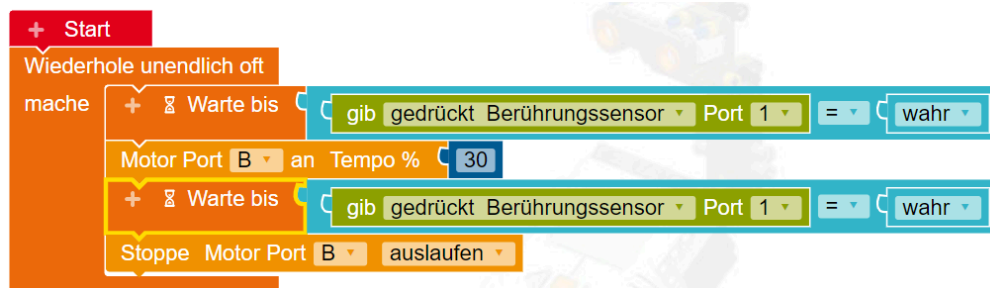 + Start
Wiederhole unendlich oft
mache + Warte bis gib gedrückt Berührungssensor Port 1 = wahr
Motor Port B an Tempo % 30
+ Warte bis gib gedrückt Berührungssensor Port 1 = wahr
Stoppe Motor Port B auslaufen